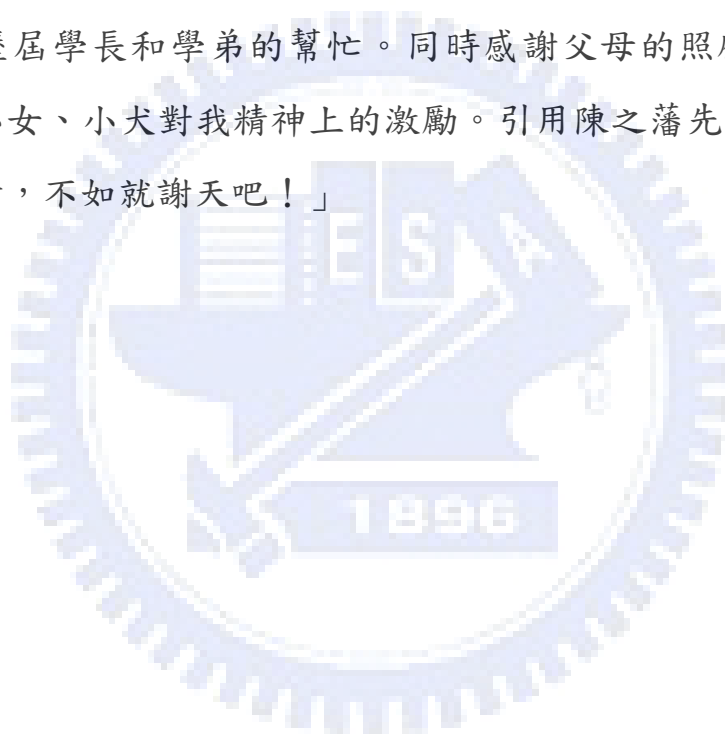 歷屆學長和學弟的幫忙。同時感謝父母的照
女、小犬對我精神上的激勵。引用陳之藩先
,不如就謝天吧!」
E S A
1896